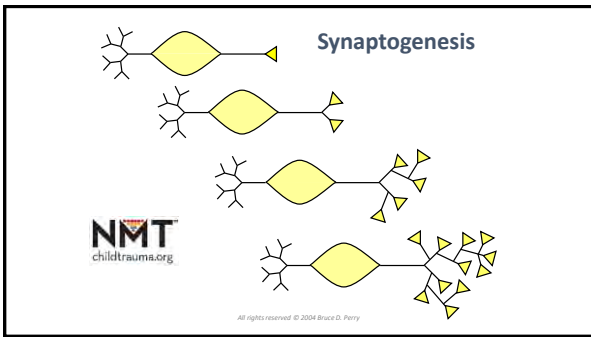 Synaptogenesis
NMT
childtrauma.org
All rights reserved © 2004 Bruce D. Perry